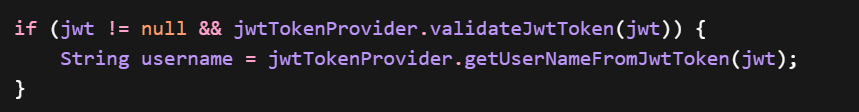 if (jwt != null && jwtTokenProvider.validateJwtToken(jwt)) {
    String username = jwtTokenProvider.getUserNameFromJwtToken(jwt);
}